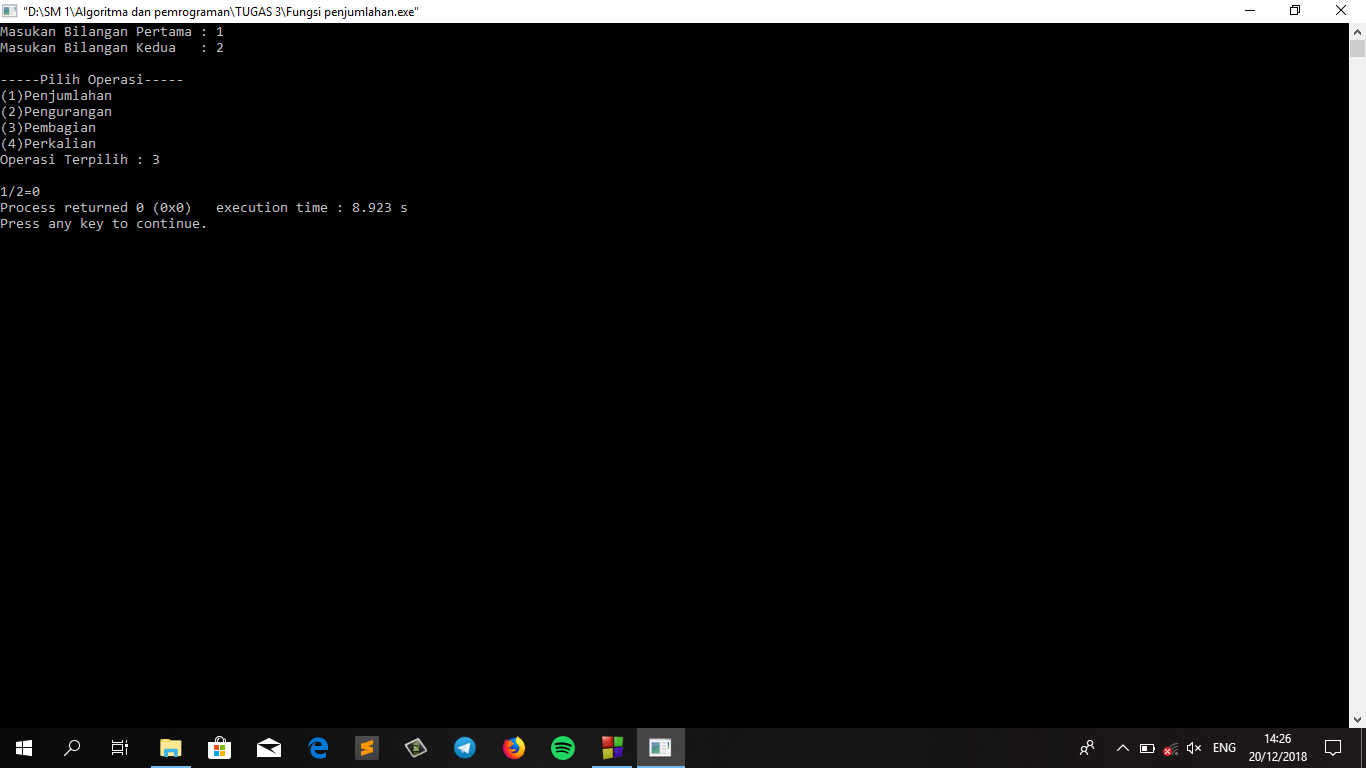 "D:\SM 1\Algoritma dan pemrograman\TUGAS 3\Fungsi penjumlahan.exe"
Masukan Bilangan Pertama : 1
Masukan Bilangan Kedua   : 2
-----Pilih Operasi-----
(1)Penjumlahan
(2)Pengurangan
(3)Pembagian
(4)Perkalian
Operasi Terpilih : 3
1/2=0
Process returned 0 (0x0)   execution time : 8.923 s
Press any key to continue.
ENG
14:26
20/12/2018